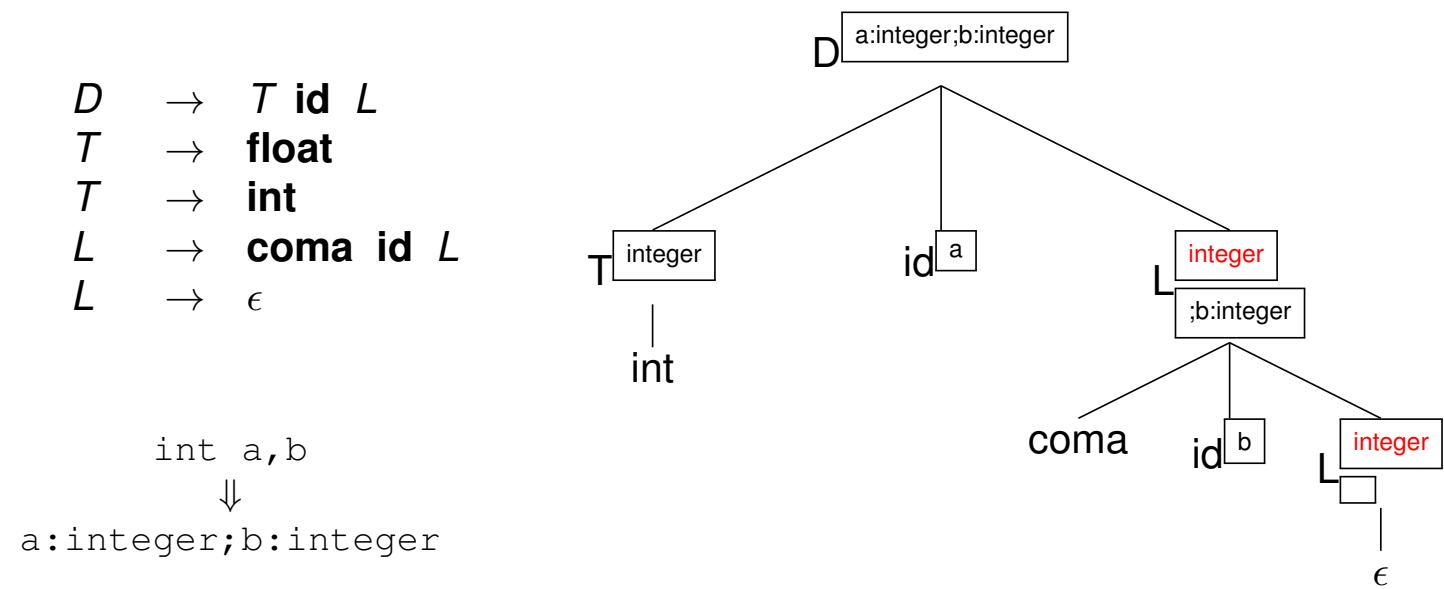 D → T id L
T → float
T → int
L → coma id L
L → ϵ
int a,b
⇓
a:integer;b:integer
D a:integer;b:integer
T integer
id a
L integer
;b:integer
int
coma
id b
L integer
ϵ